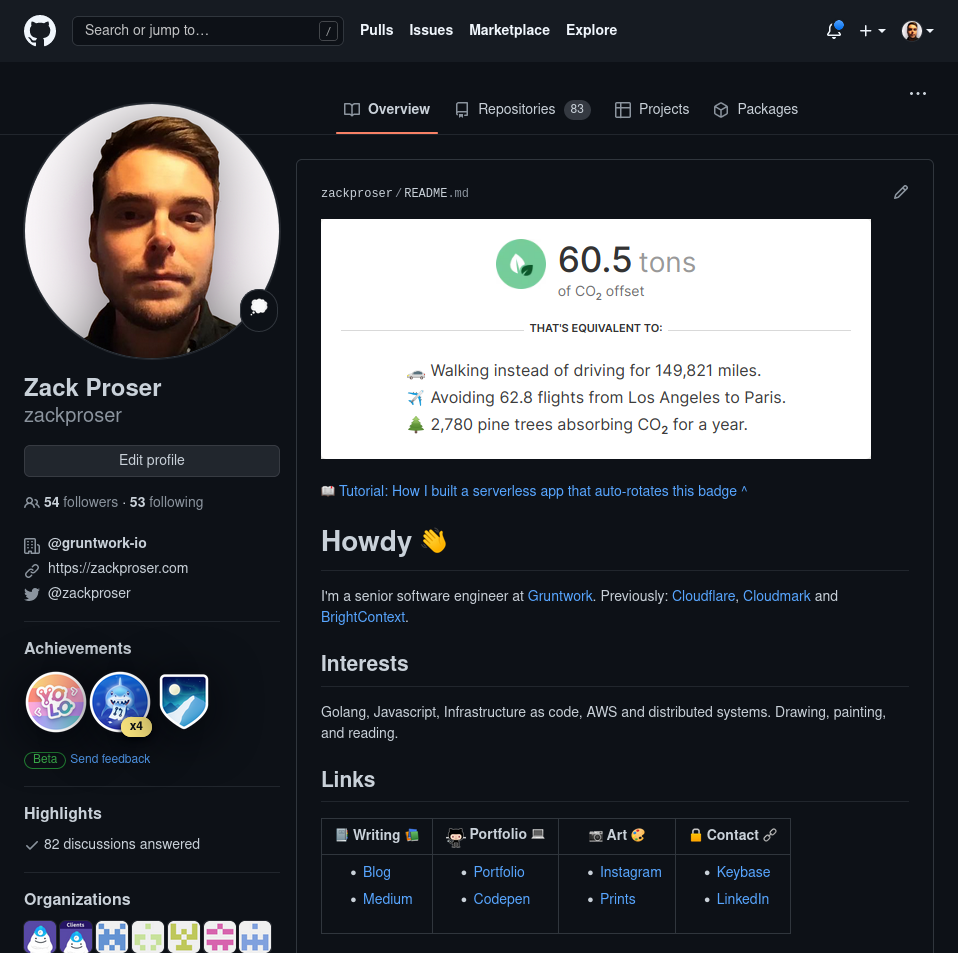 Search or jump to…
/
Pulls
Issues
Marketplace
Explore
Overview
Repositories 83
Projects
Packages
Zack Proser
zackproser
Edit profile
54 followers · 53 following
@gruntwork-io
https://zackproser.com
@zackproser
Achievements
YOLO
x4
Beta Send feedback
Highlights
82 discussions answered
Organizations
Clients
zackproser/README.md
60.5 tons
of CO₂ offset
THAT'S EQUIVALENT TO:
Walking instead of driving for 149,821 miles.
Avoiding 62.8 flights from Los Angeles to Paris.
2,780 pine trees absorbing CO₂ for a year.
Tutorial: How I built a serverless app that auto-rotates this badge ^
Howdy 👋
I'm a senior software engineer at Gruntwork. Previously: Cloudflare, Cloudmark and
BrightContext.
Interests
Golang, Javascript, Infrastructure as code, AWS and distributed systems. Drawing, painting,
and reading.
Links
Writing
Portfolio
Art
Contact
Blog
Portfolio
Instagram
Keybase
Medium
Codepen
Prints
LinkedIn